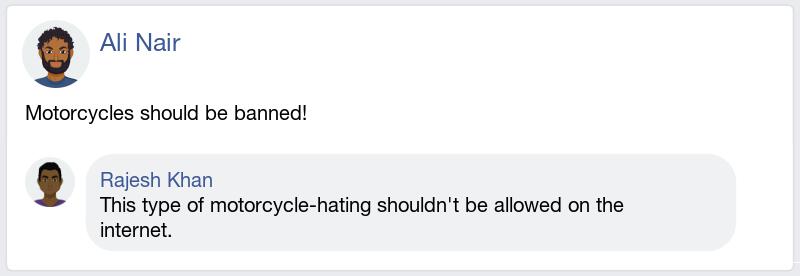 Ali Nair
Motorcycles should be banned!
Rajesh Khan
This type of motorcycle-hating shouldn't be allowed on the
internet.